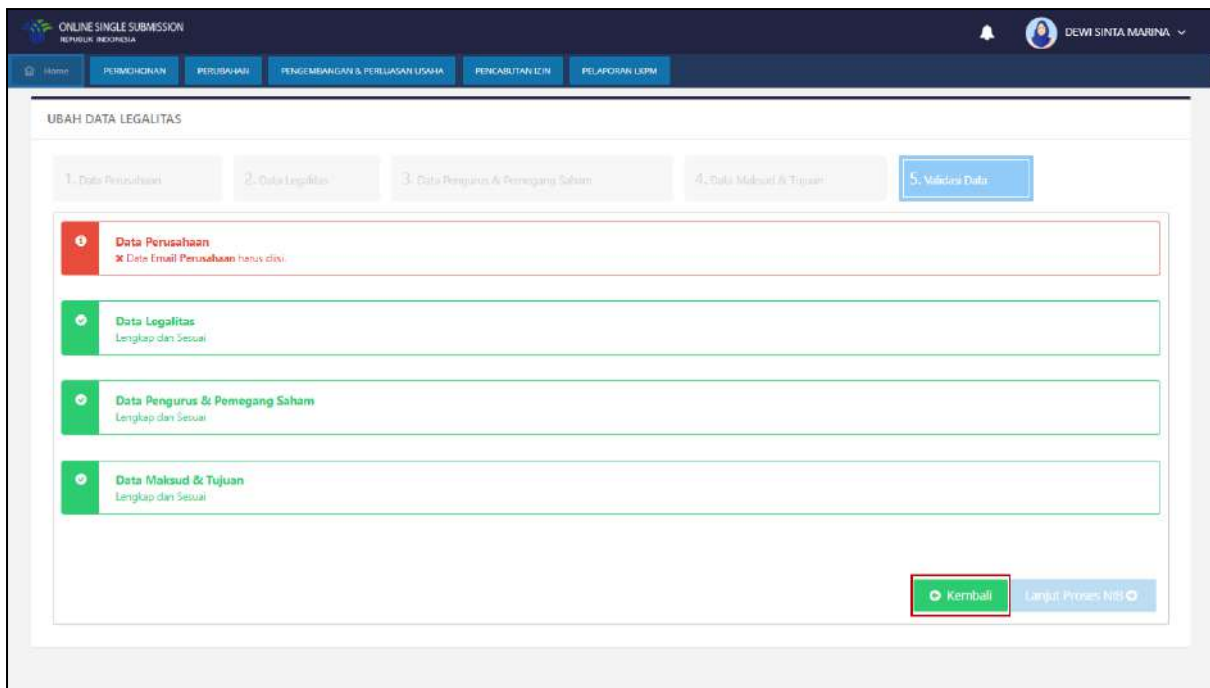 ONLINE SINGLE SUBMISSION
REPUBLIK INDONESIA
DEWI SINTA MARINA
Home
PERMOHONAN
PERUBAHAN
PENGEMBANGAN & PERLUASAN USAHA
PENCABUTAN IZIN
PELAPORAN LKPM
UBAH DATA LEGALITAS
1. Data Perusahaan
2. Data Legalitas
3. Data Pengurus & Pemegang Saham
4. Data Maksud & Tujuan
5. Validasi Data
Data Perusahaan
✖ Data Email Perusahaan harus diisi.
Data Legalitas
Lengkap dan Sesuai
Data Pengurus & Pemegang Saham
Lengkap dan Sesuai
Data Maksud & Tujuan
Lengkap dan Sesuai
Kembali
Lanjut Proses NIB